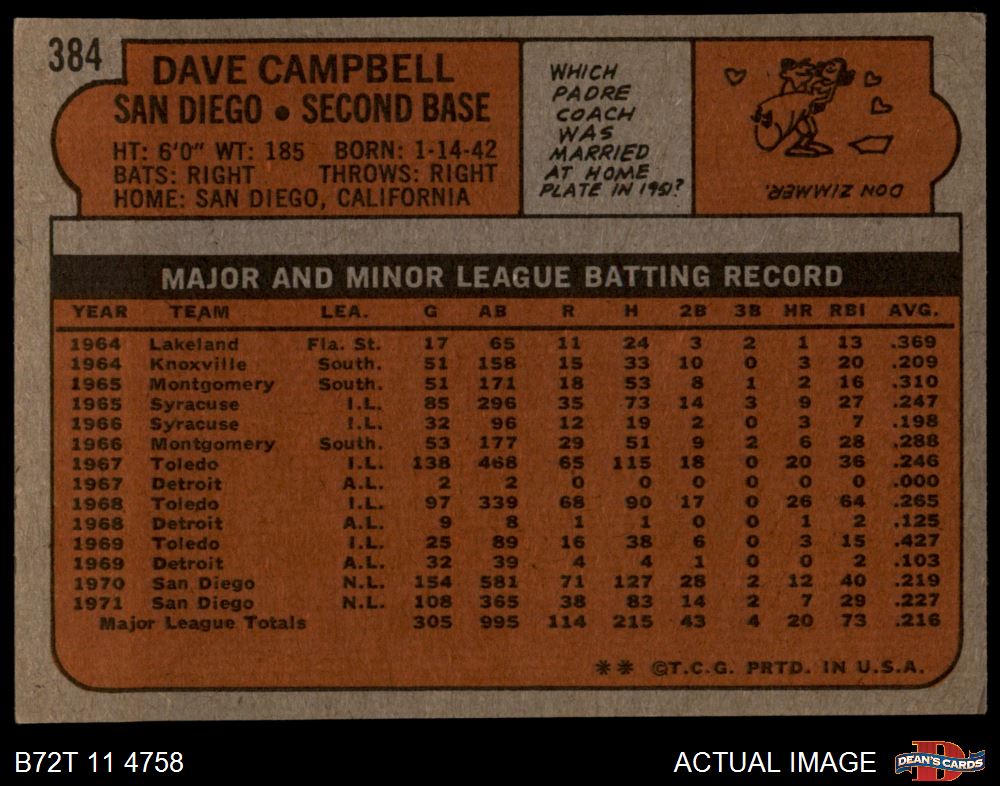 384
DAVE CAMPBELL
SAN DIEGO • SECOND BASE
HT: 6'0" WT: 185 BORN: 1-14-42
BATS: RIGHT THROWS: RIGHT
HOME: SAN DIEGO, CALIFORNIA
WHICH
PADRE
COACH
WAS
MARRIED
AT HOME
PLATE IN 1951?
DON ZIMMER.
MAJOR AND MINOR LEAGUE BATTING RECORD
YEAR TEAM LEA. G AB R H 2B 3B HR RBI AVG.
1964 Lakeland Fla. St. 17 65 11 24 3 2 1 13 .369
1964 Knoxville South. 51 158 15 33 10 0 3 20 .209
1965 Montgomery South. 51 171 18 53 8 1 2 16 .310
1965 Syracuse I.L. 85 296 35 73 14 3 9 27 .247
1966 Syracuse I.L. 32 96 12 19 2 0 3 7 .198
1966 Montgomery South. 53 177 29 51 9 2 6 28 .288
1967 Toledo I.L. 138 468 65 115 18 0 20 36 .246
1967 Detroit A.L. 2 2 0 0 0 0 0 0 .000
1968 Toledo I.L. 97 339 68 90 17 0 26 64 .265
1968 Detroit A.L. 9 8 1 1 0 0 1 2 .125
1969 Toledo I.L. 25 89 16 38 6 0 3 15 .427
1969 Detroit A.L. 32 39 4 4 1 0 0 2 .103
1970 San Diego N.L. 154 581 71 127 28 2 12 40 .219
1971 San Diego N.L. 108 365 38 83 14 2 7 29 .227
Major League Totals 305 995 114 215 43 4 20 73 .216
** ©T.C.G. PRTD. IN U.S.A.
B72T 11 4758
ACTUAL IMAGE
D
DEAN'S CARDS